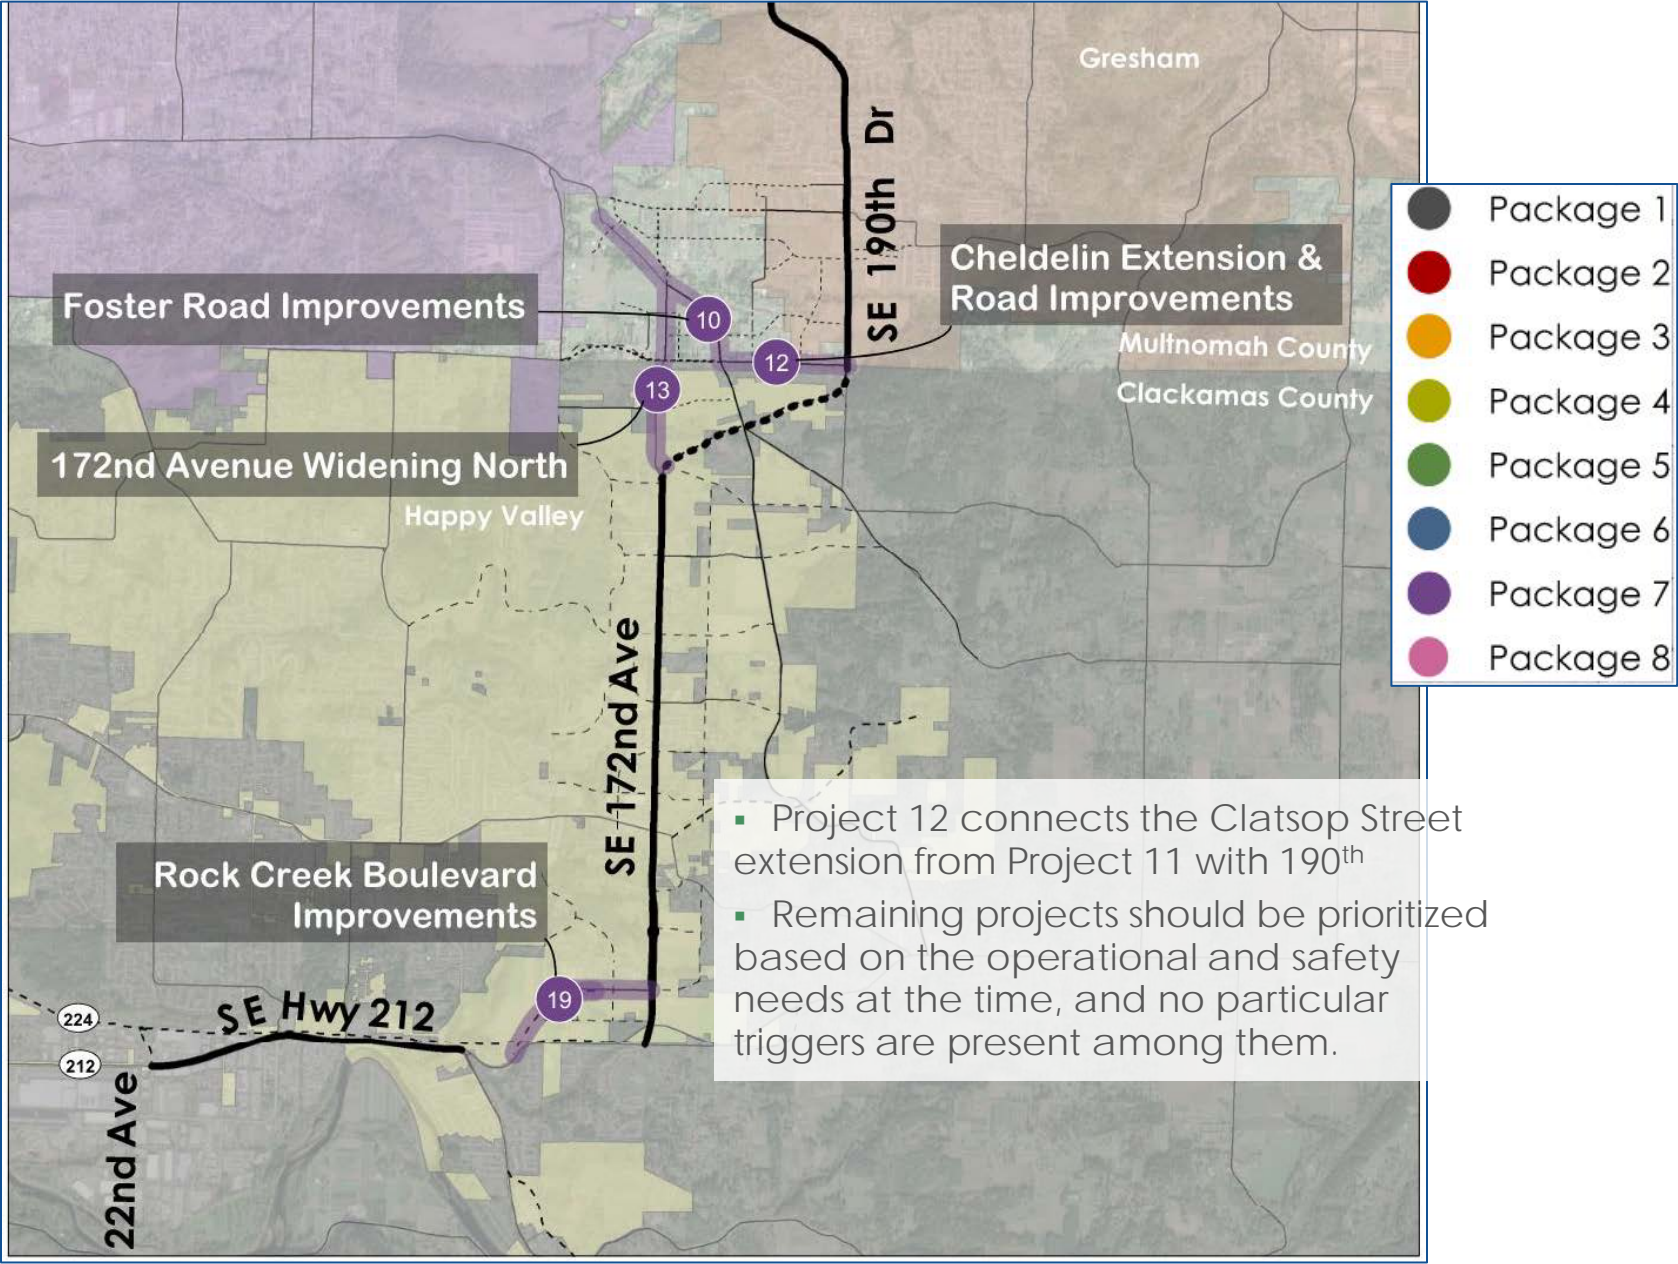 Gresham
SE 190th Dr
Cheldelin Extension &
Road Improvements
Foster Road Improvements
10
12
13
Multnomah County
Clackamas County
172nd Avenue Widening North
Happy Valley
SE 172nd Ave
Rock Creek Boulevard
Improvements
19
SE Hwy 212
224
212
22nd Ave
Package 1
Package 2
Package 3
Package 4
Package 5
Package 6
Package 7
Package 8
▪ Project 12 connects the Clatsop Street
extension from Project 11 with 190th
▪ Remaining projects should be prioritized
based on the operational and safety
needs at the time, and no particular
triggers are present among them.